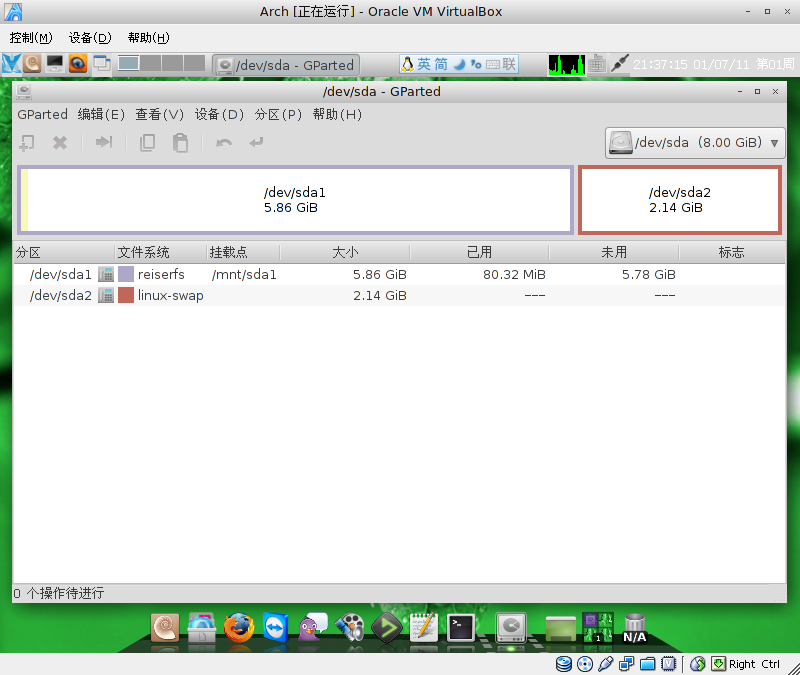 Arch [正在运行] - Oracle VM VirtualBox
控制(M) 设备(D) 帮助(H)
/dev/sda - GParted 英 简 联 21:37:15 01/07/11 第01周
/dev/sda - GParted
GParted 编辑(E) 查看(V) 设备(D) 分区(P) 帮助(H)
/dev/sda (8.00 GiB)
/dev/sda1
5.86 GiB
/dev/sda2
2.14 GiB
分区 文件系统 挂载点 大小 已用 未用 标志
/dev/sda1 reiserfs /mnt/sda1 5.86 GiB 80.32 MiB 5.78 GiB
/dev/sda2 linux-swap 2.14 GiB --- ---
0 个操作待进行
>_
1
N/A
Right Ctrl